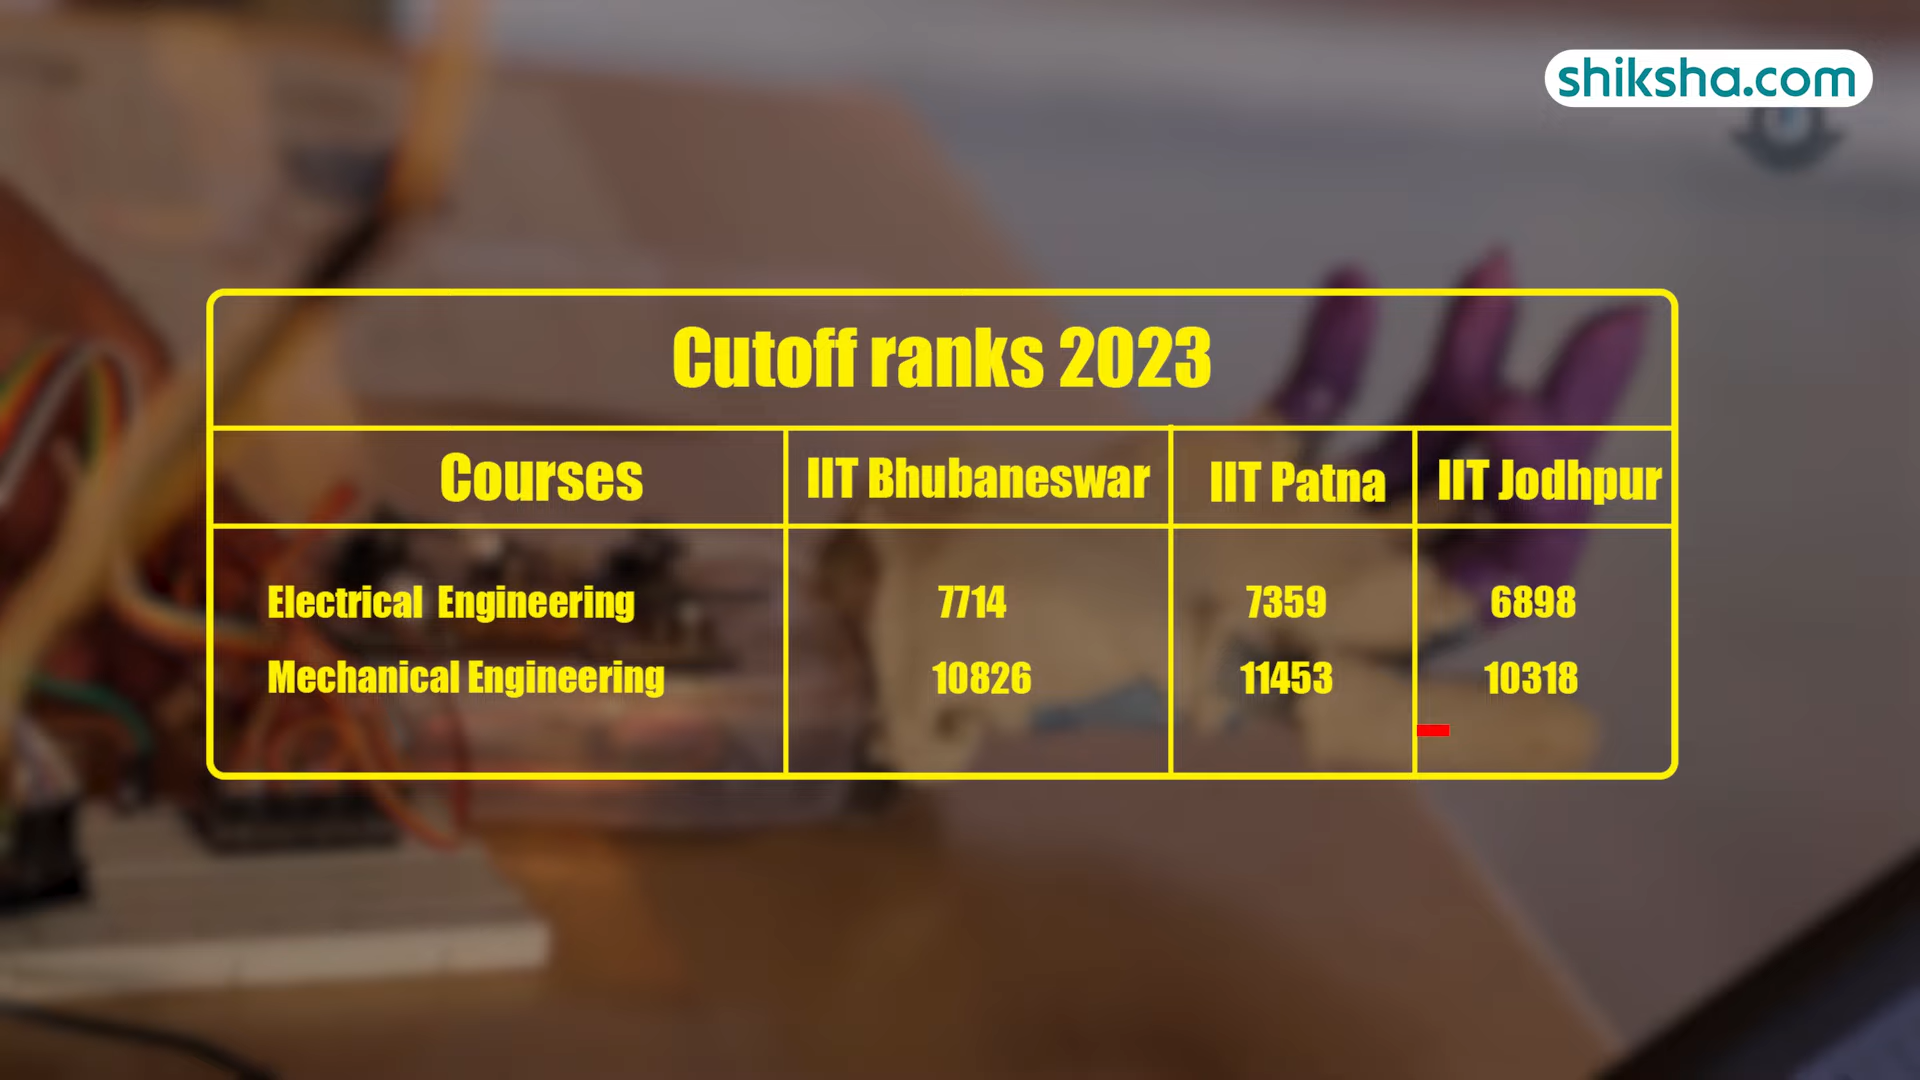 shiksha.com
Cutoff ranks 2023
Courses IIT Bhubaneswar IIT Patna IIT Jodhpur
Electrical Engineering 7714 7359 6898
Mechanical Engineering 10826 11453 10318